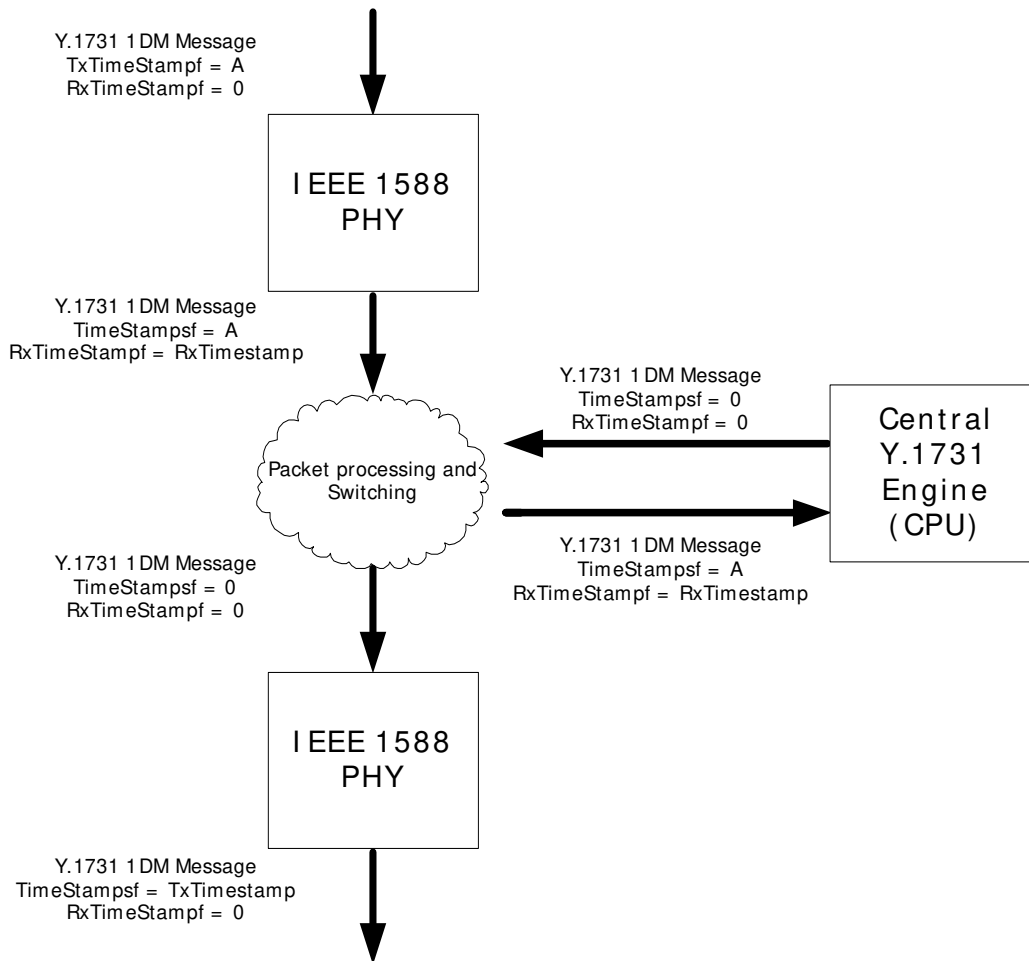 Y.1731 1DM Message
TxTimeStampf = A
RxTimeStampf = 0
IEEE 1588
PHY
Y.1731 1DM Message
TimeStampsf = A
RxTimeStampf = RxTimestamp
Y.1731 1DM Message
TimeStampsf = 0
RxTimeStampf = 0
Central
Y.1731
Engine
(CPU)
Packet processing and
Switching
Y.1731 1DM Message
TimeStampsf = A
RxTimeStampf = RxTimestamp
Y.1731 1DM Message
TimeStampsf = 0
RxTimeStampf = 0
IEEE 1588
PHY
Y.1731 1DM Message
TimeStampsf = TxTimestamp
RxTimeStampf = 0